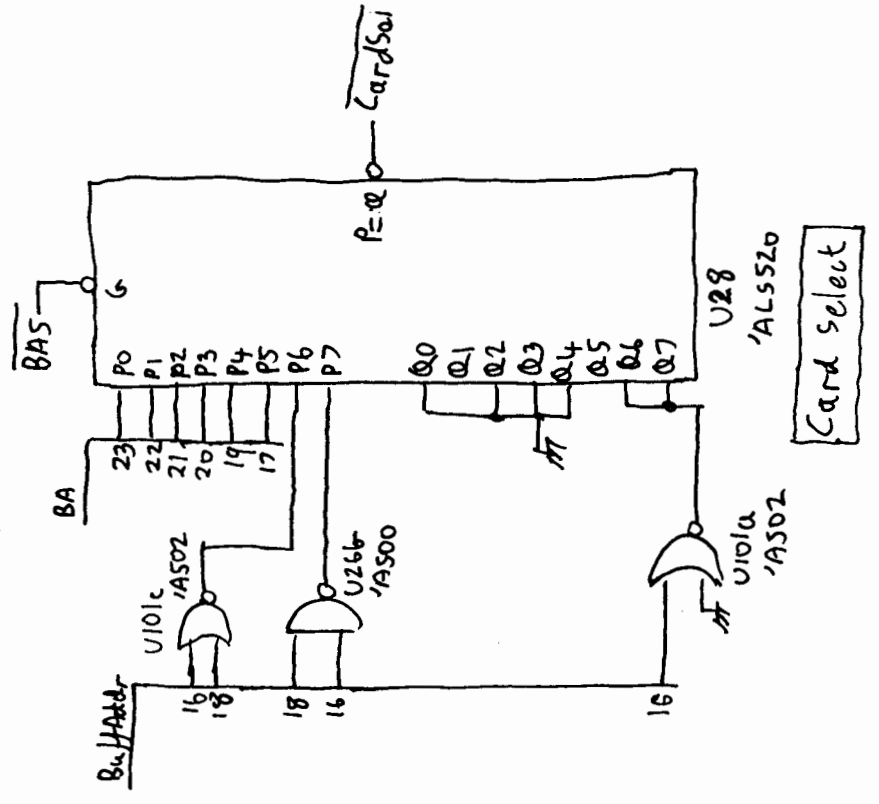 BAS
G
CardSel
P=Q
BA
23
22
21
20
19
17
P0
P1
P2
P3
P4
P5
P6
P7
Q0
Q1
Q2
Q3
Q4
Q5
Q6
Q7
U28
'ALS520
U101c
'AS02
U26b
'AS00
U101a
'AS02
BuffAddr
16
18
18
16
16
Card Select